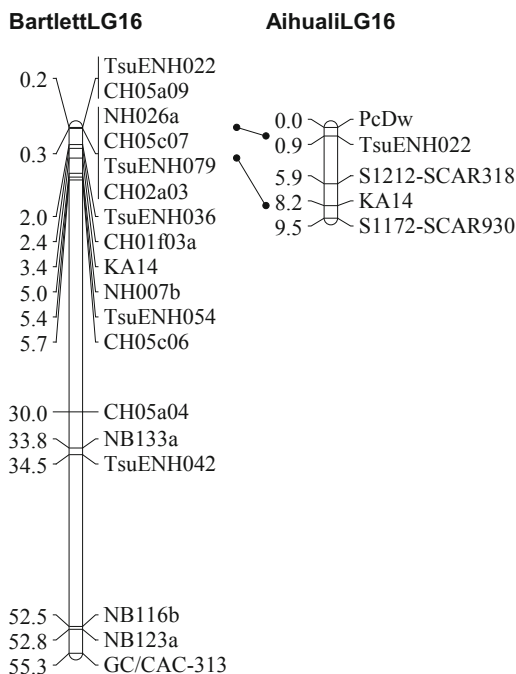 BartlettLG16
0.2 TsuENH022
CH05a09
NH026a
CH05c07
0.3 TsuENH079
CH02a03
2.0 TsuENH036
2.4 CH01f03a
3.4 KA14
5.0 NH007b
5.4 TsuENH054
5.7 CH05c06
30.0 CH05a04
33.8 NB133a
34.5 TsuENH042
52.5 NB116b
52.8 NB123a
55.3 GC/CAC-313
AihualiLG16
0.0 PcDw
0.9 TsuENH022
5.9 S1212-SCAR318
8.2 KA14
9.5 S1172-SCAR930